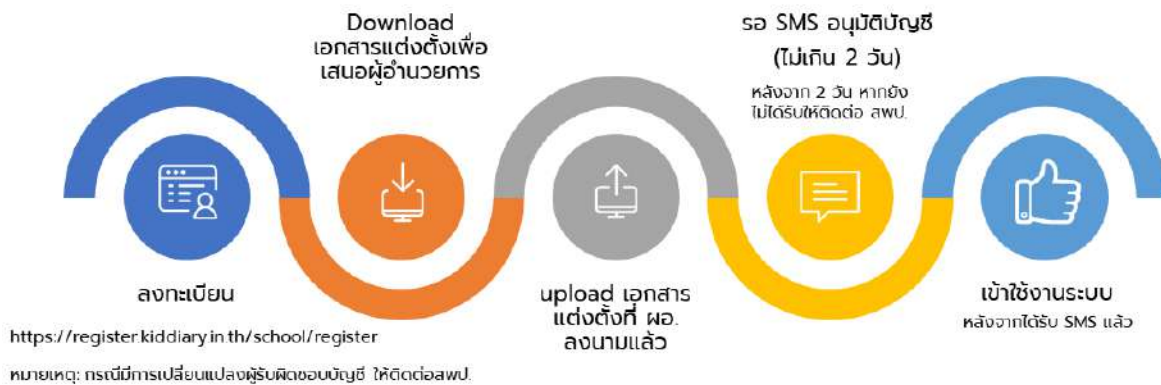 ลงทะเบียน
https://register.kiddiary.in.th/school/register
หมายเหตุ: กรณีมีการเปลี่ยนแปลงผู้รับผิดชอบบัญชี ให้ติดต่อสพป.
Download
เอกสารแต่งตั้งเพื่อ
เสนอผู้อำนวยการ
upload เอกสาร
แต่งตั้งที่ ผอ.
ลงนามแล้ว
รอ SMS อนุมัติบัญชี
(ไม่เกิน 2 วัน)
หลังจาก 2 วัน หากยัง
ไม่ได้รับให้ติดต่อ สพป.
เข้าใช้งานระบบ
หลังจากได้รับ SMS แล้ว